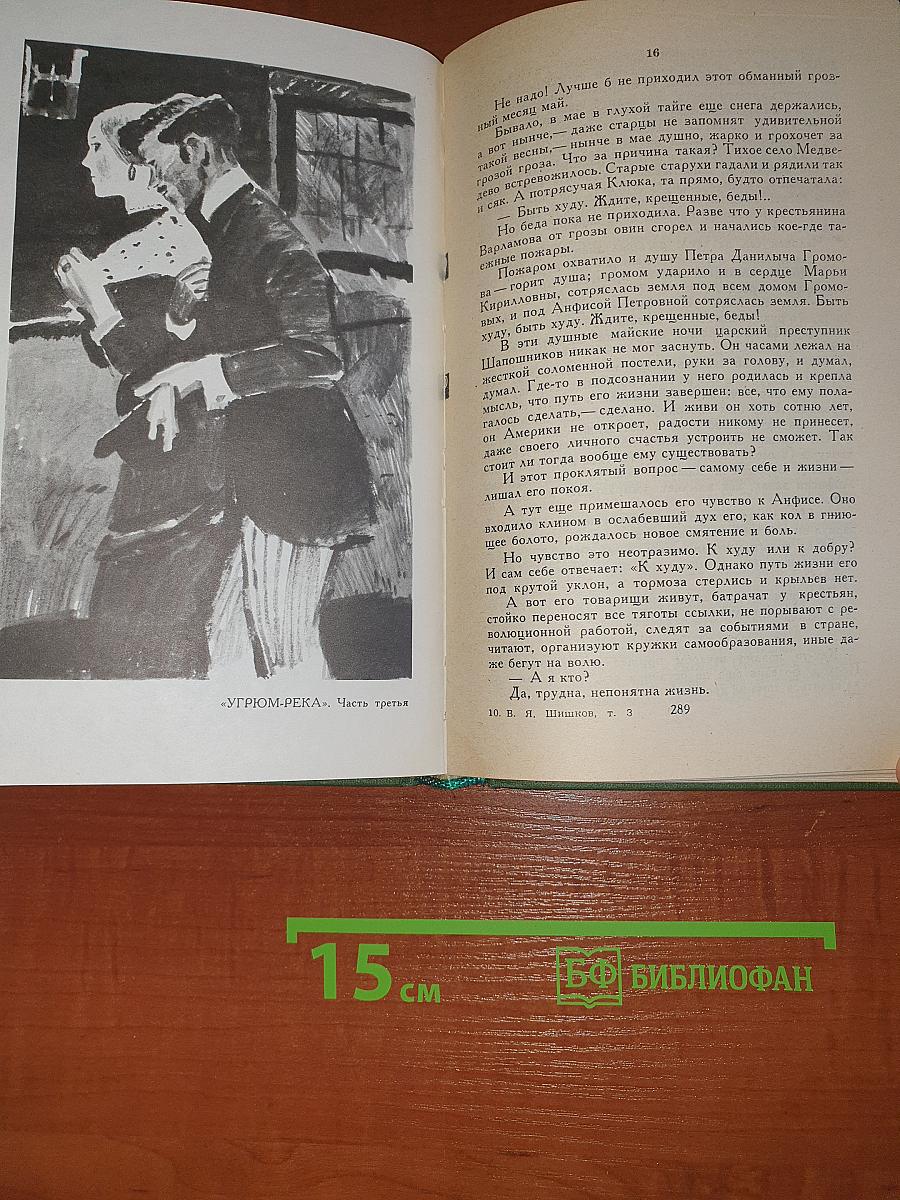 «УГРЮМ-РЕКА». Часть третья
16
Не надо! Лучше б не приходил этот обманный гроз-
ный месяц май.
Бывало, в мае в глухой тайге еще снега держались,
а вот нынче,— даже старцы не запомнят удивительной
такой весны,— нынче в мае душно, жарко и грохочет за
грозой гроза. Что за причина такая? Тихое село Медве-
дево встревожилось. Старые старухи гадали и рядили так
и сяк. А потрясучая Клюка, та прямо, будто отпечатала:
— Быть худу. Ждите, крещенные, беды!..
Но беда пока не приходила. Разве что у крестьянина
Варламова от грозы овин сгорел и начались кое-где та-
ежные пожары.
Пожаром охватило и душу Петра Данилыча Громо-
ва — горит душа; громом ударило и в сердце Марьи
Кирилловны, сотряслась земля под всем домом Громо-
вых, и под Анфисой Петровной сотряслась земля. Быть
худу, быть худу. Ждите, крещенные, беды!
В эти душные майские ночи царский преступник
Шапошников никак не мог заснуть. Он часами лежал на
жесткой соломенной постели, руки за голову, и думал,
думал. Где-то в подсознании у него родилась и крепла
мысль, что путь его жизни завершен: все, что ему пола-
галось сделать,— сделано. И живи он хоть сотню лет,
он Америки не откроет, радости никому не принесет,
даже своего личного счастья устроить не сможет. Так
стоит ли тогда вообще ему существовать?
И этот проклятый вопрос — самому себе и жизни —
лишал его покоя.
А тут еще примешалось его чувство к Анфисе. Оно
входило клином в ослабевший дух его, как кол в гнию-
щее болото, рождалось новое смятение и боль.
Но чувство это неотразимо. К худу или к добру?
И сам себе отвечает: «К худу». Однако путь жизни его
под крутой уклон, а тормоза стерлись и крыльев нет.
А вот его товарищи живут, батрачат у крестьян,
стойко переносят все тяготы ссылки, не порывают с ре-
волюционной работой, следят за событиями в стране,
читают, организуют кружки самообразования, иные да-
же бегут на волю.
— А я кто?
Да, трудна, непонятна жизнь.
10. В. Я. Шишков, т. 3 289
15 см
БФ БИБЛИОФАН